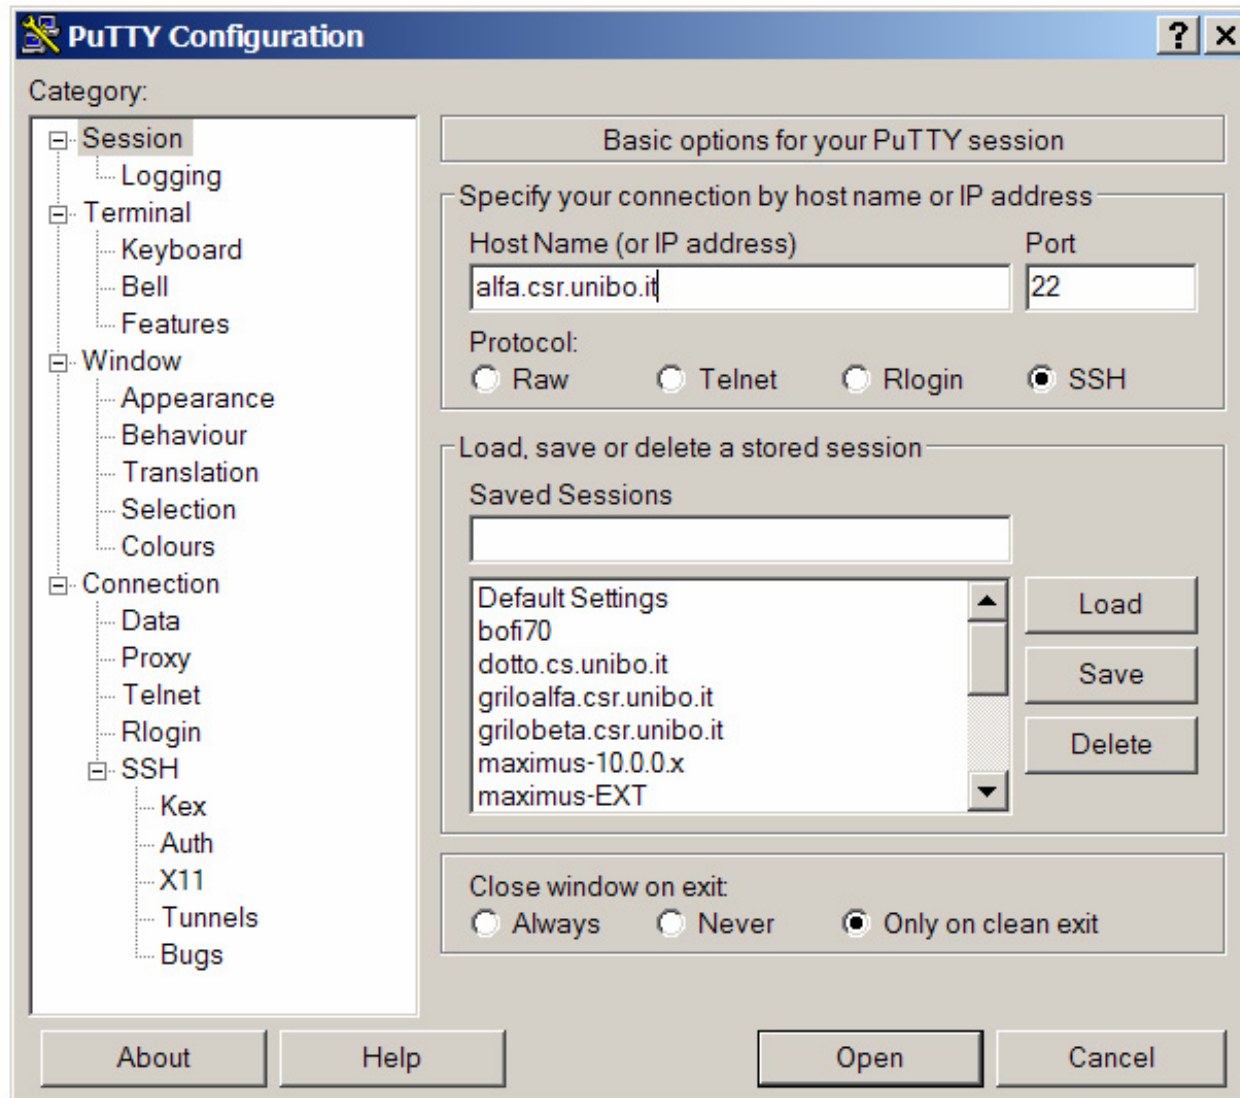 PuTTY Configuration
Category:
Session
Logging
Terminal
Keyboard
Bell
Features
Window
Appearance
Behaviour
Translation
Selection
Colours
Connection
Data
Proxy
Telnet
Rlogin
SSH
Kex
Auth
X11
Tunnels
Bugs
Basic options for your PuTTY session
Specify your connection by host name or IP address
Host Name (or IP address) Port
alfa.csr.unibo.it 22
Protocol:
Raw Telnet Rlogin SSH
Load, save or delete a stored session
Saved Sessions
Default Settings
bofi70
dotto.cs.unibo.it
griloalfa.csr.unibo.it
grilobeta.csr.unibo.it
maximus-10.0.0.x
maximus-EXT
Load
Save
Delete
Close window on exit:
Always Never Only on clean exit
About Help Open Cancel